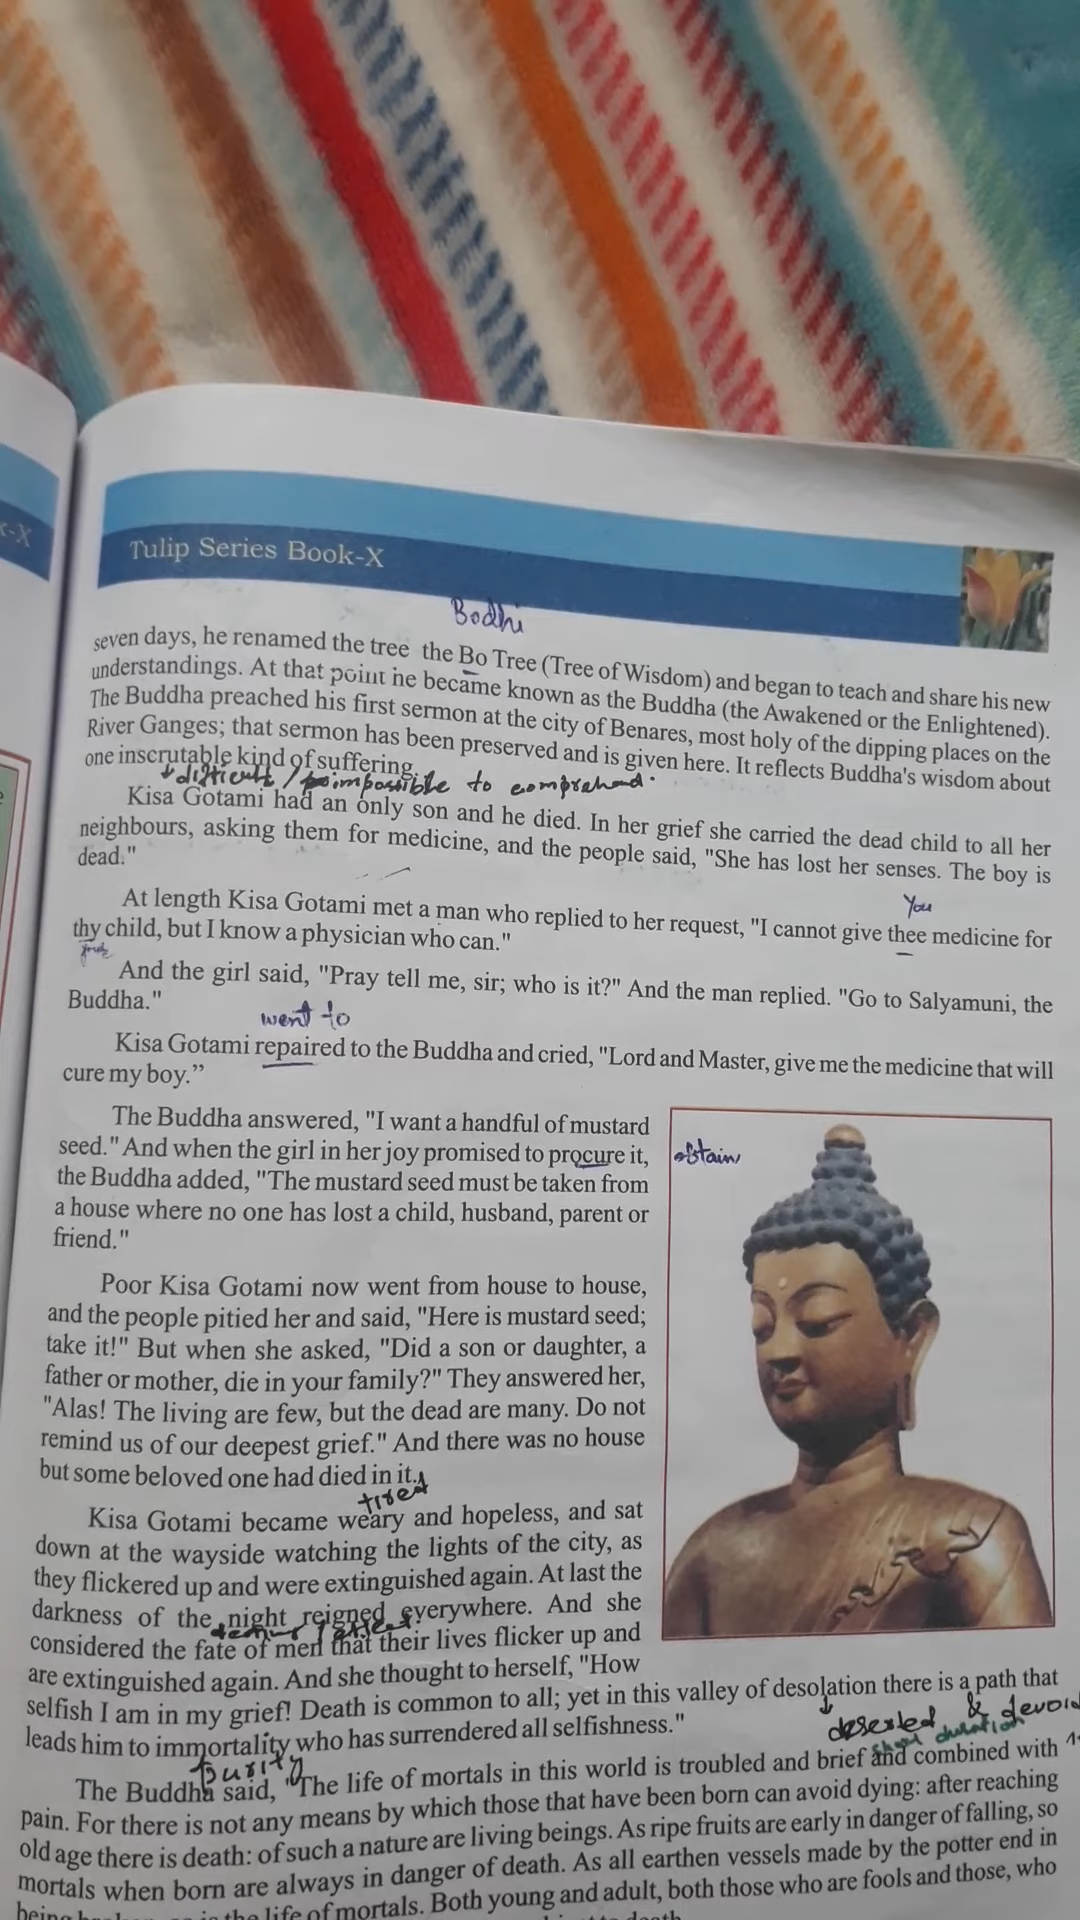 -X
Tulip Series Book-X
Bodhi
seven days, he renamed the tree the Bo Tree (Tree of Wisdom) and began to teach and share his new
understandings. At that point he became known as the Buddha (the Awakened or the Enlightened).
The Buddha preached his first sermon at the city of Benares, most holy of the dipping places on the
River Ganges; that sermon has been preserved and is given here. It reflects Buddha's wisdom about
one inscrutable kind of suffering
difficult / impossible to comprehend.
Kisa Gotami had an only son and he died. In her grief she carried the dead child to all her
neighbours, asking them for medicine, and the people said, "She has lost her senses. The boy is
dead."
You
At length Kisa Gotami met a man who replied to her request, "I cannot give thee medicine for
thy child, but I know a physician who can."
And the girl said, "Pray tell me, sir; who is it?" And the man replied. "Go to Salyamuni, the
Buddha."
went to
Kisa Gotami repaired to the Buddha and cried, "Lord and Master, give me the medicine that will
cure my boy.”
The Buddha answered, "I want a handful of mustard
seed." And when the girl in her joy promised to procure it,
obtain
the Buddha added, "The mustard seed must be taken from
a house where no one has lost a child, husband, parent or
friend."
Poor Kisa Gotami now went from house to house,
and the people pitied her and said, "Here is mustard seed;
take it!" But when she asked, "Did a son or daughter, a
father or mother, die in your family?" They answered her,
"Alas! The living are few, but the dead are many. Do not
remind us of our deepest grief." And there was no house
but some beloved one had died in it.
tired
Kisa Gotami became weary and hopeless, and sat
down at the wayside watching the lights of the city, as
they flickered up and were extinguished again. At last the
darkness of the night reigned everywhere. And she
considered the fate of men that their lives flicker up and
are extinguished again. And she thought to herself, "How
selfish I am in my grief! Death is common to all; yet in this valley of desolation there is a path that
leads him to immortality who has surrendered all selfishness."
deserted & devoid
short duration
purity
The Buddha said, "The life of mortals in this world is troubled and brief and combined with
pain. For there is not any means by which those that have been born can avoid dying: after reaching
old age there is death: of such a nature are living beings. As ripe fruits are early in danger of falling, so
mortals when born are always in danger of death. As all earthen vessels made by the potter end in
being the life of mortals. Both young and adult, both those who are fools and those, who